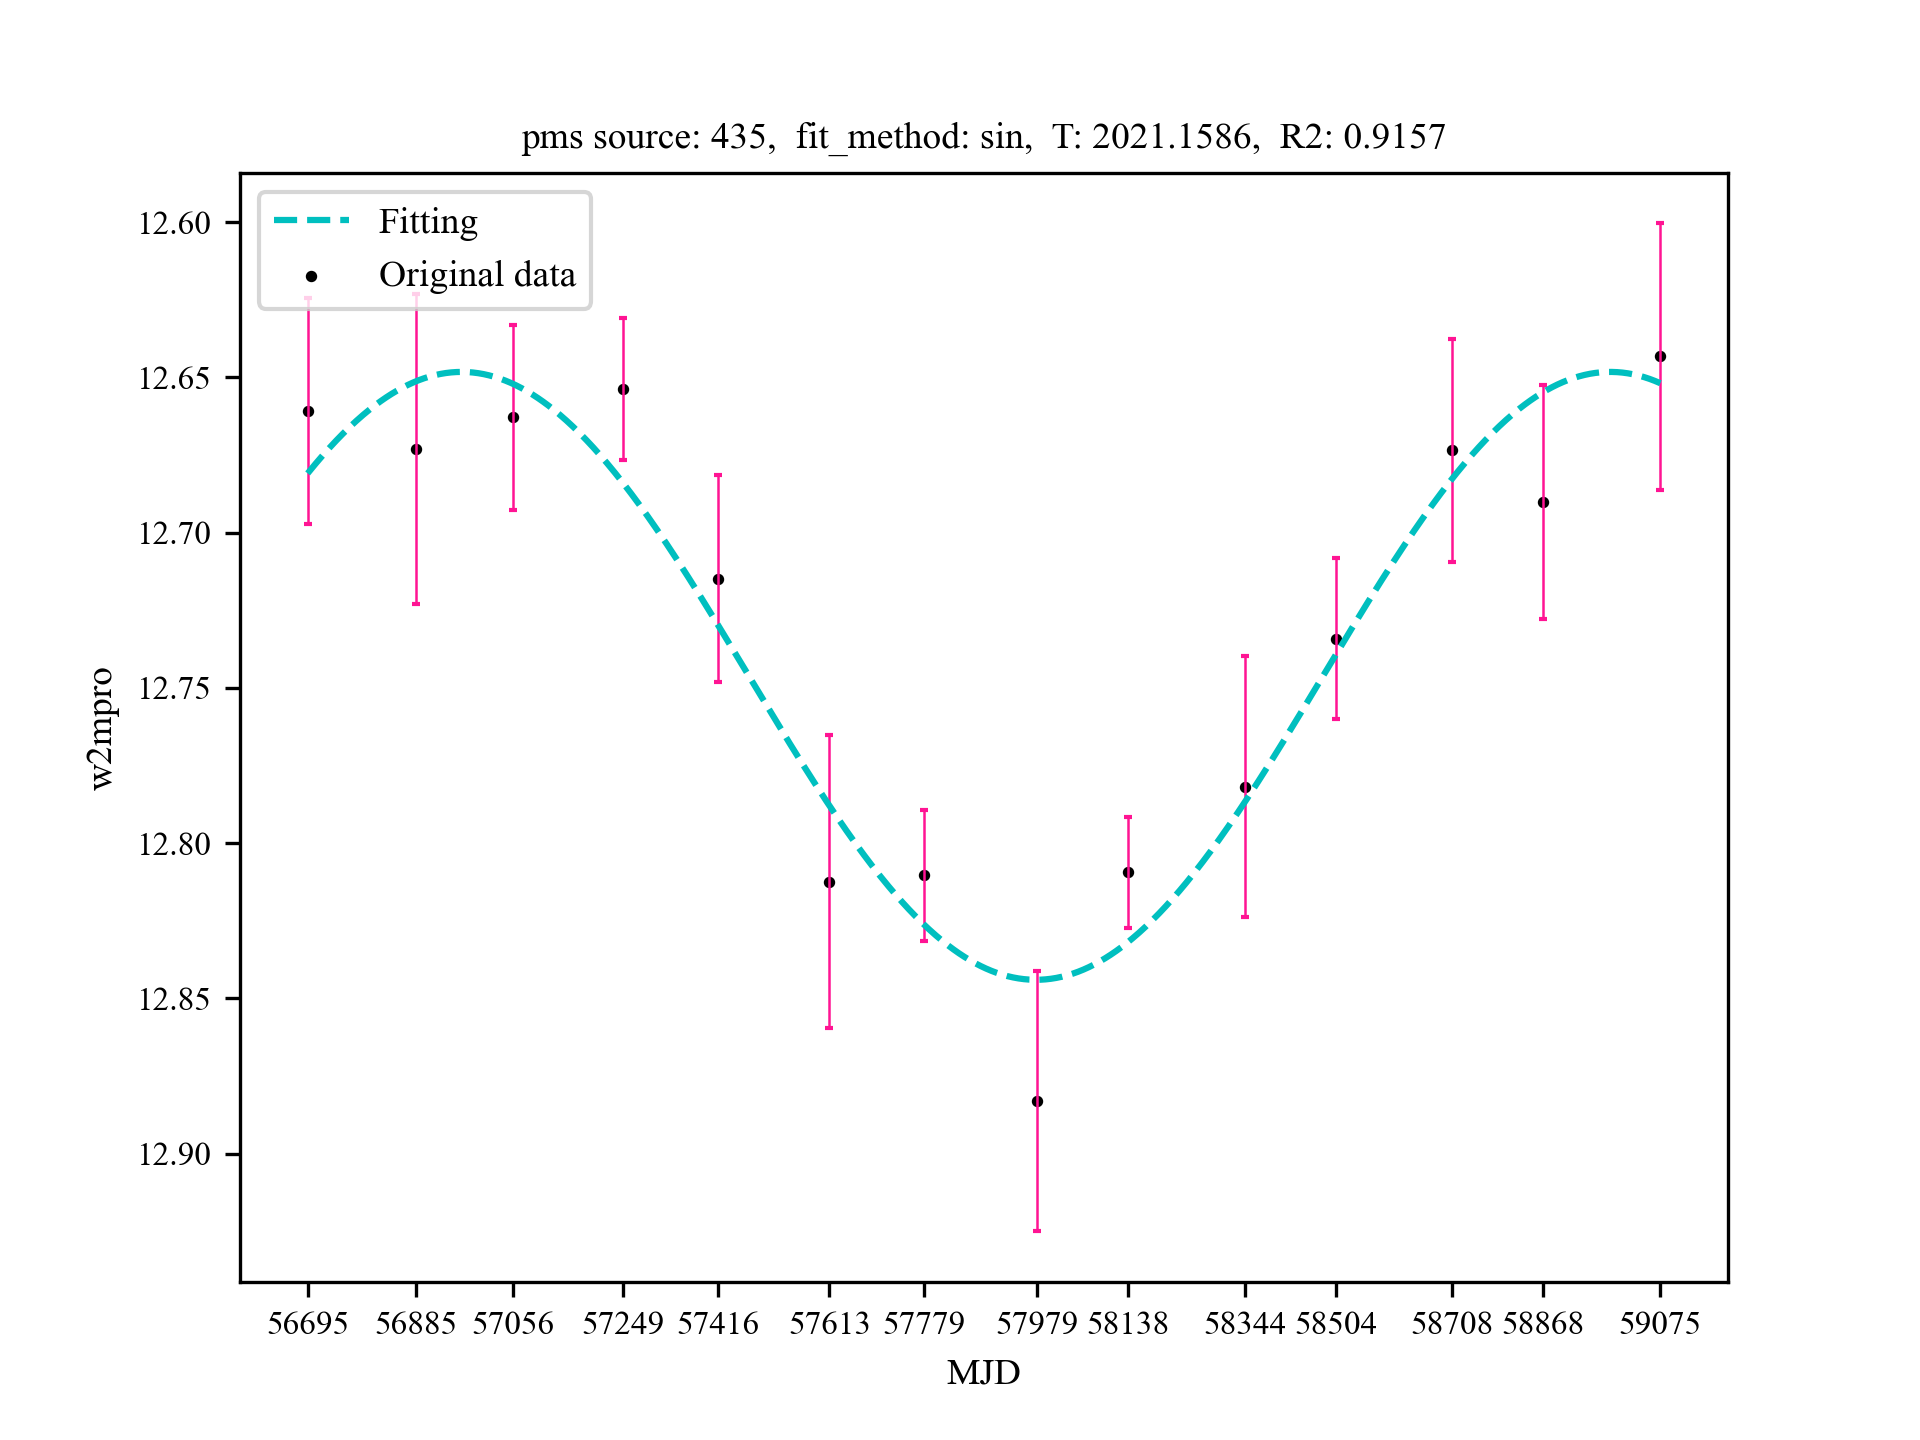 pms source: 435,  fit_method: sin,  T: 2021.1586,  R2: 0.9157
Fitting
Original data
12.60
12.65
12.70
12.75
12.80
12.85
12.90
w2mpro
56695 56885 57056 57249 57416 57613 57779 57979 58138 58344 58504 58708 58868 59075
MJD